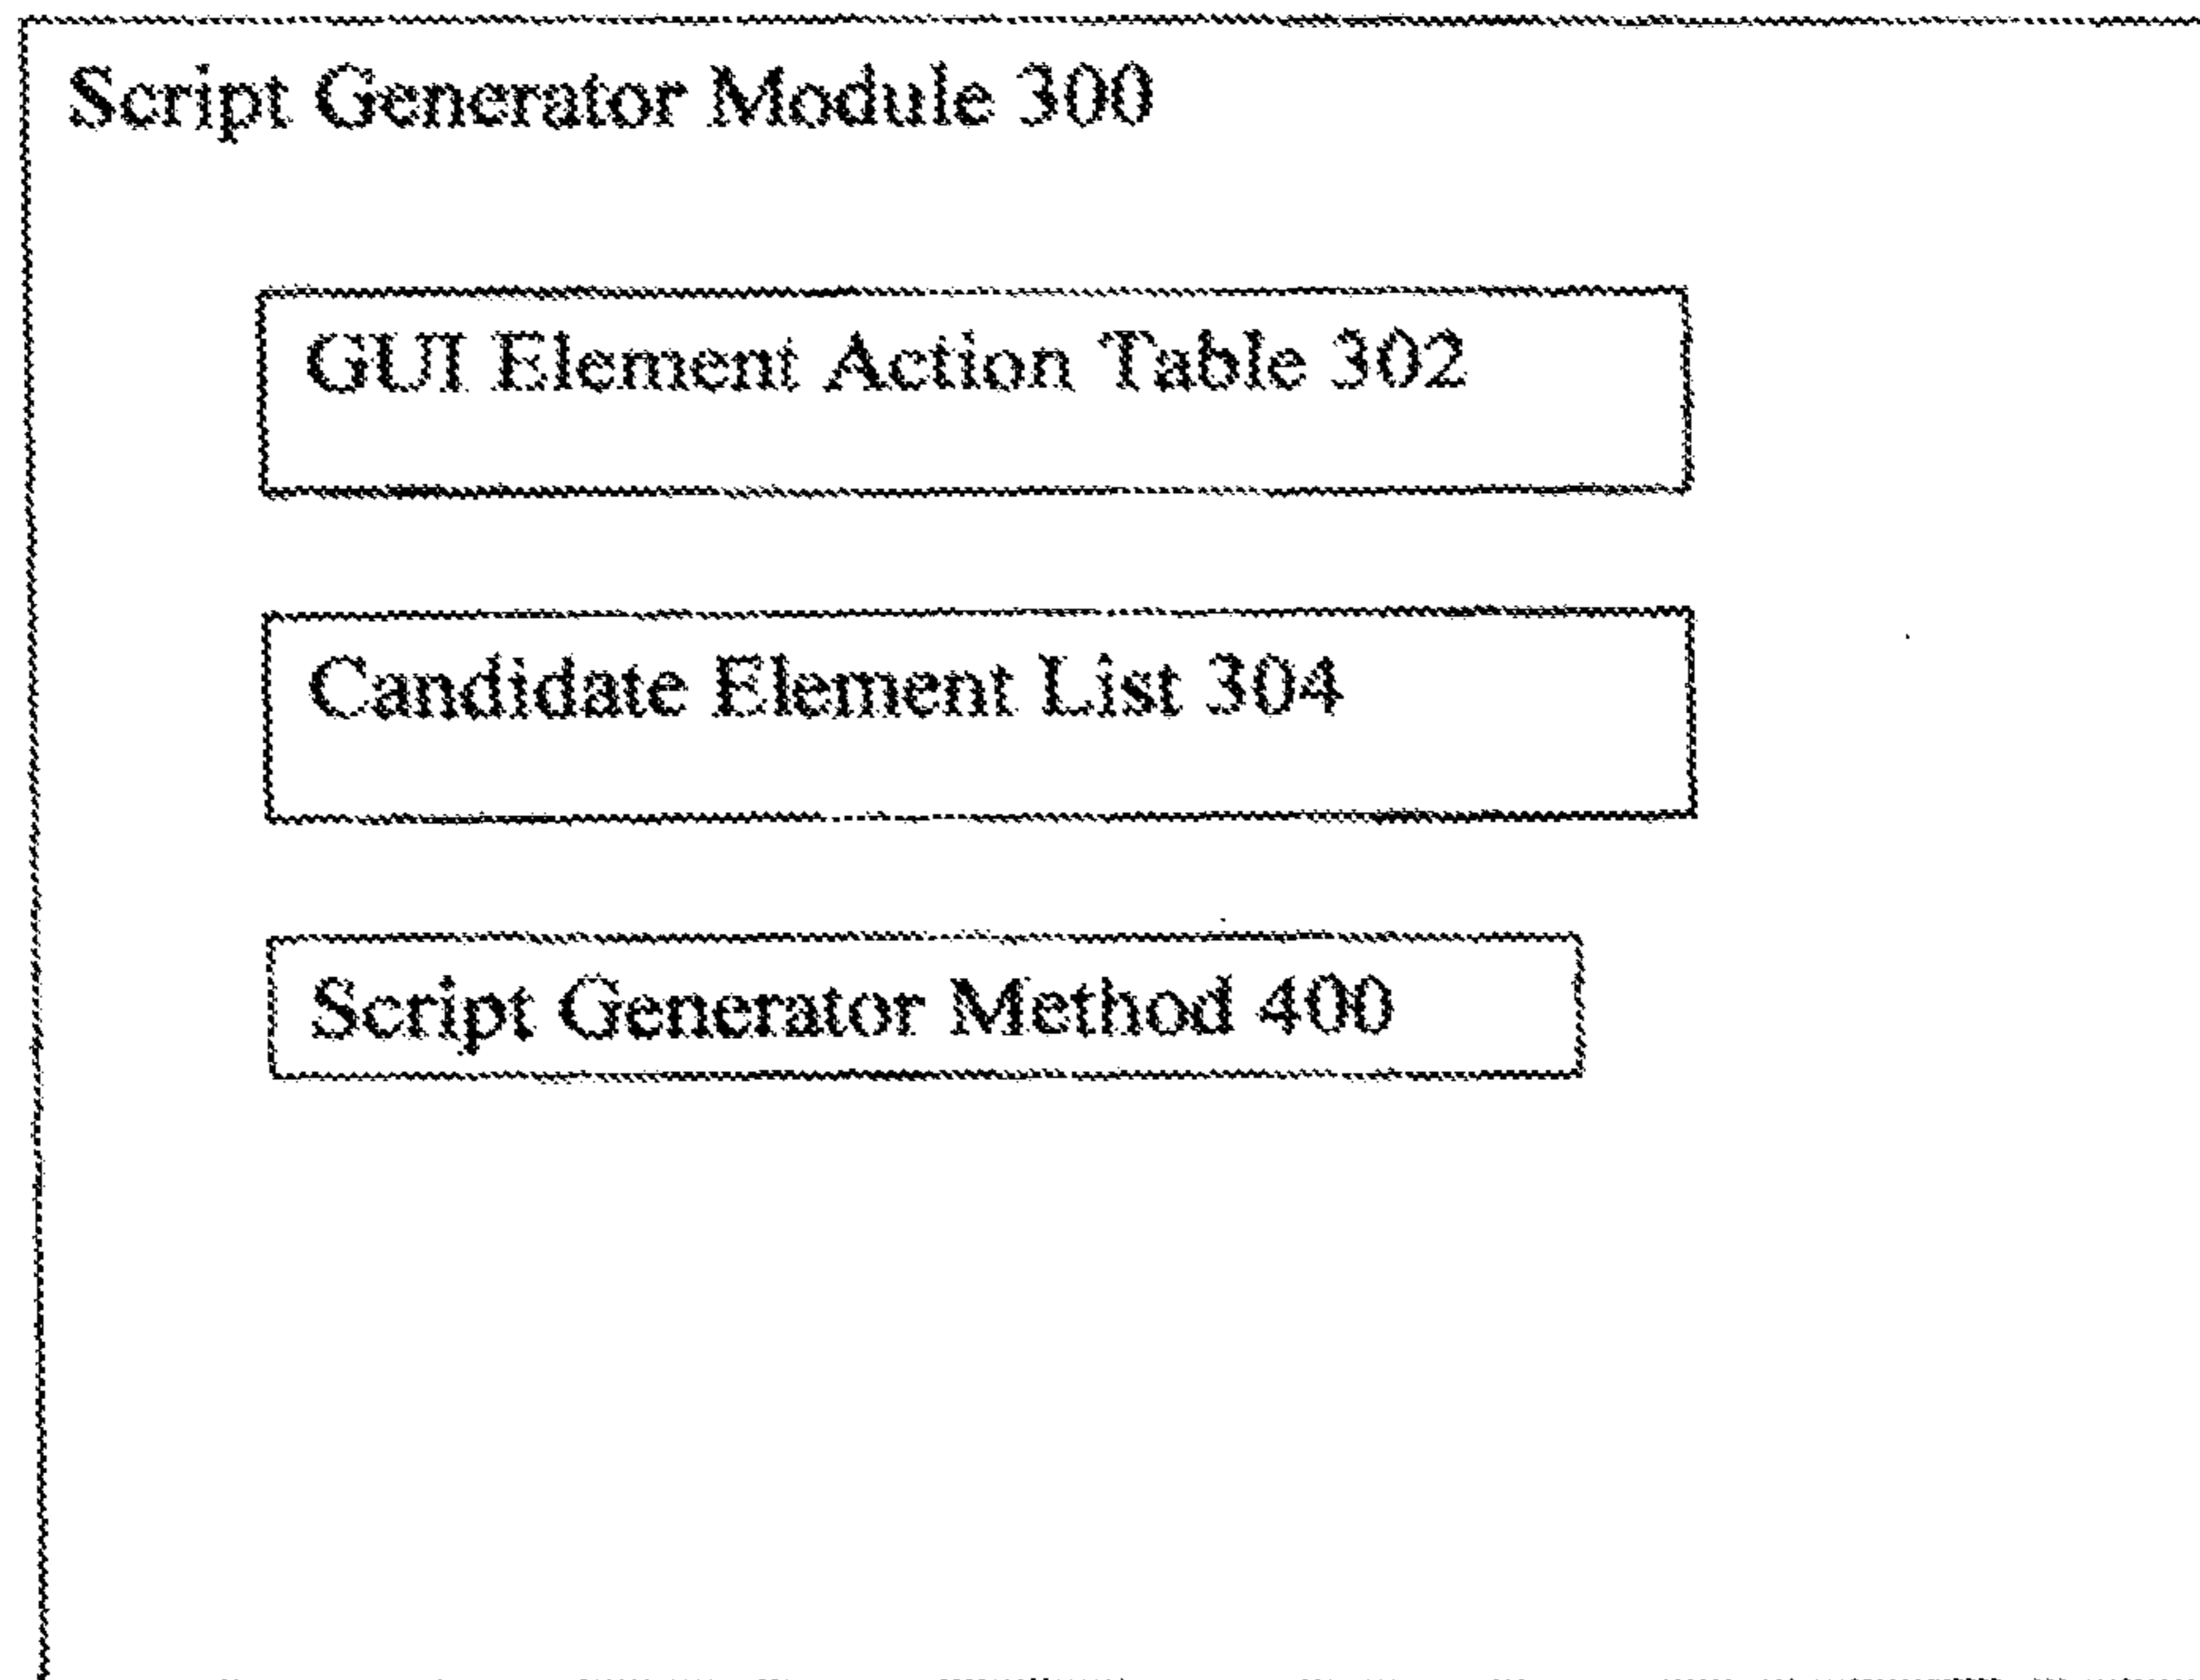 Script Generator Module 300
GUI Element Action Table 302
Candidate Element List 304
Script Generator Method 400